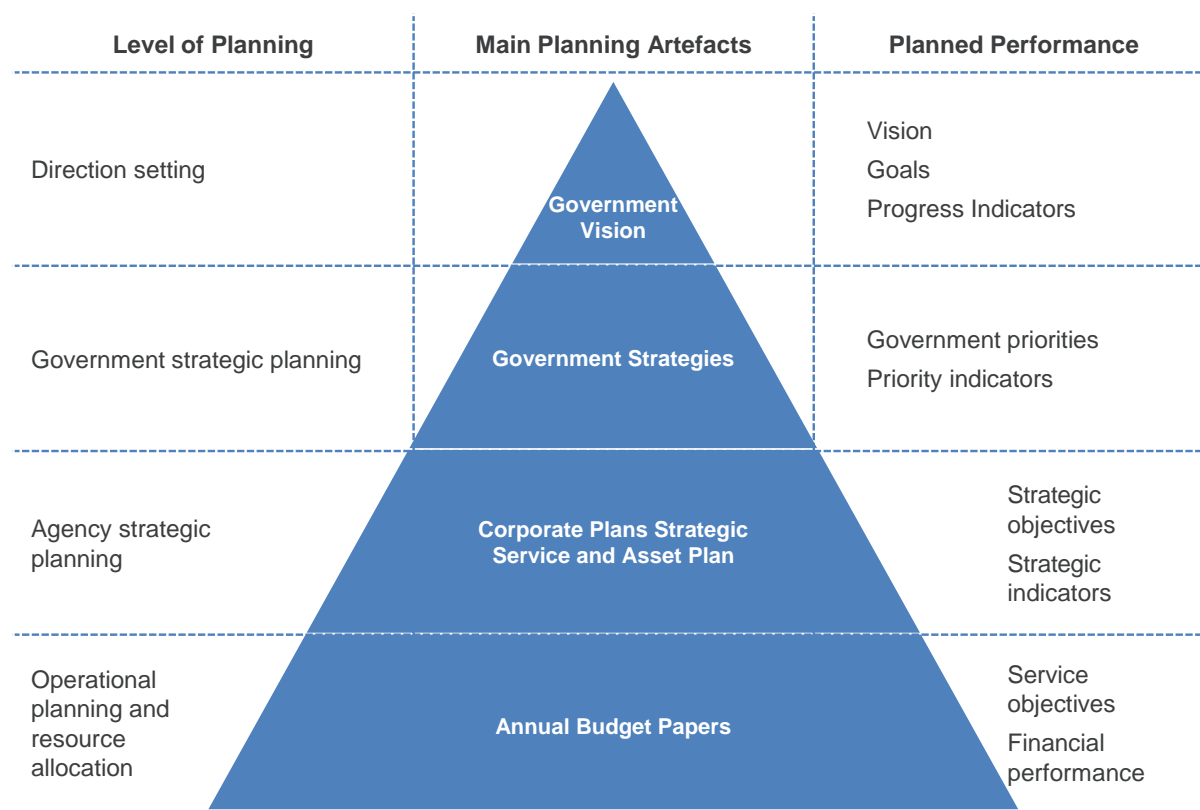 Level of Planning
Main Planning Artefacts
Planned Performance
Direction setting
Government
Vision
Vision
Goals
Progress Indicators
Government strategic planning
Government Strategies
Government priorities
Priority indicators
Agency strategic
planning
Corporate Plans Strategic
Service and Asset Plan
Strategic
objectives
Strategic
indicators
Operational
planning and
resource
allocation
Annual Budget Papers
Service
objectives
Financial
performance